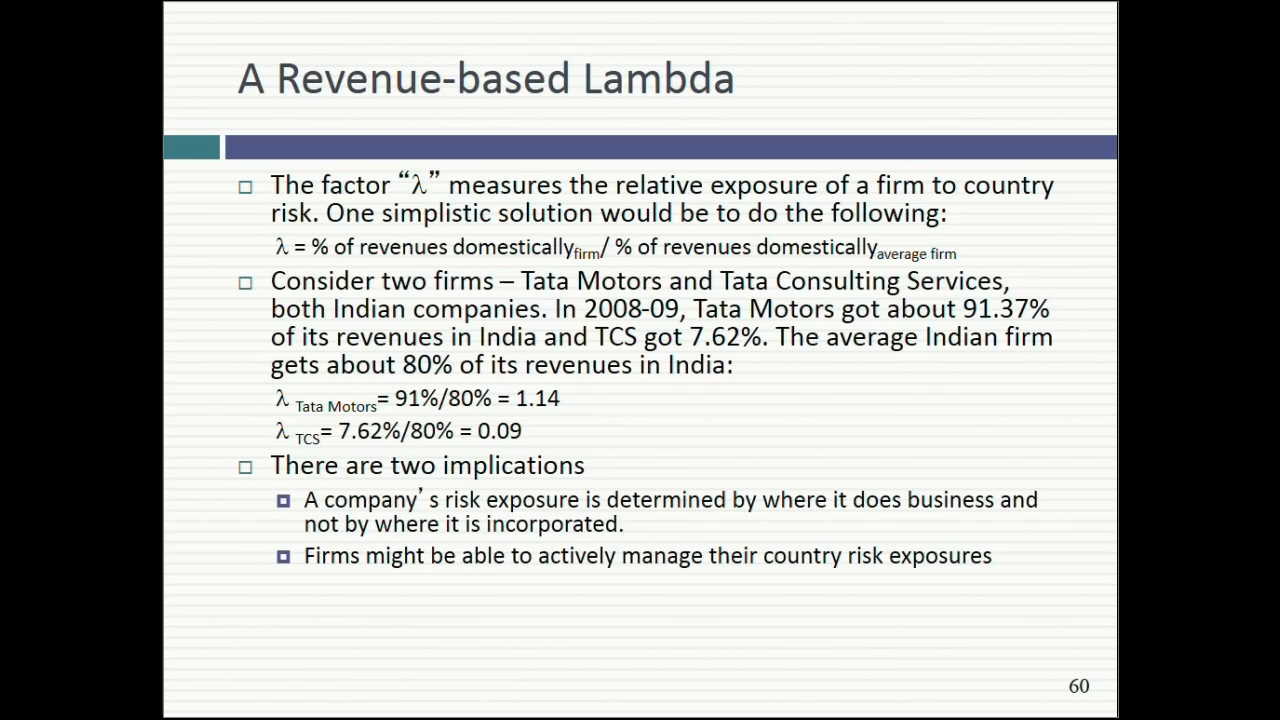 A Revenue-based Lambda
The factor “λ” measures the relative exposure of a firm to country
risk. One simplistic solution would be to do the following:
λ = % of revenues domestically firm/ % of revenues domestically average firm
Consider two firms – Tata Motors and Tata Consulting Services,
both Indian companies. In 2008-09, Tata Motors got about 91.37%
of its revenues in India and TCS got 7.62%. The average Indian firm
gets about 80% of its revenues in India:
λ Tata Motors= 91%/80% = 1.14
λ TCS= 7.62%/80% = 0.09
There are two implications
A company’s risk exposure is determined by where it does business and
not by where it is incorporated.
Firms might be able to actively manage their country risk exposures
60